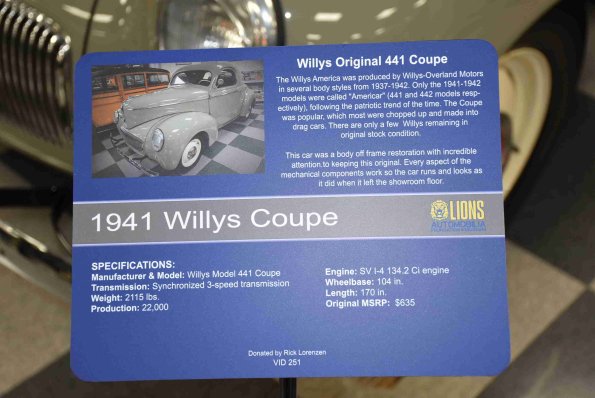 Willys Original 441 Coupe
The Willys America was produced by Willys-Overland Motors
in several body styles from 1937-1942. Only the 1941-1942
models were called "Americar" (441 and 442 models resp-
ectively), following the patriotic trend of the time. The Coupe
was popular, which most were chopped up and made into
drag cars. There are only a few Willys remaining in
original stock condition.
This car was a body off frame restoration with incredible
attention.to keeping this original. Every aspect of the
mechanical components work so the car runs and looks as
it did when it left the showroom floor.
1941 Willys Coupe
LIONS
AUTOMOBILIA
SPECIFICATIONS:
Manufacturer & Model: Willys Model 441 Coupe
Transmission: Synchronized 3-speed transmission
Weight: 2115 lbs.
Production: 22,000
Engine: SV I-4 134.2 Ci engine
Wheelbase: 104 in.
Length: 170 in.
Original MSRP: $635
Donated by Rick Lorenzen
VID 251